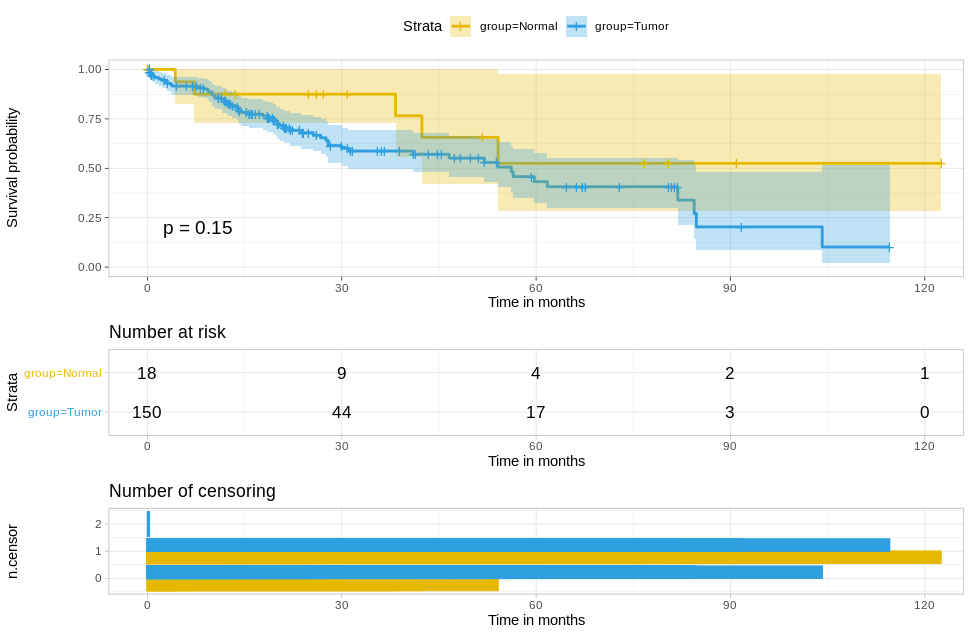 Strata group=Normal group=Tumor
1.00
0.75
0.50
0.25
0.00
Survival probability
p = 0.15
0 30 60 90 120
Time in months
Number at risk
Strata
group=Normal 18 9 4 2 1
group=Tumor 150 44 17 3 0
0 30 60 90 120
Time in months
Number of censoring
n.censor
2
1
0
0 30 60 90 120
Time in months